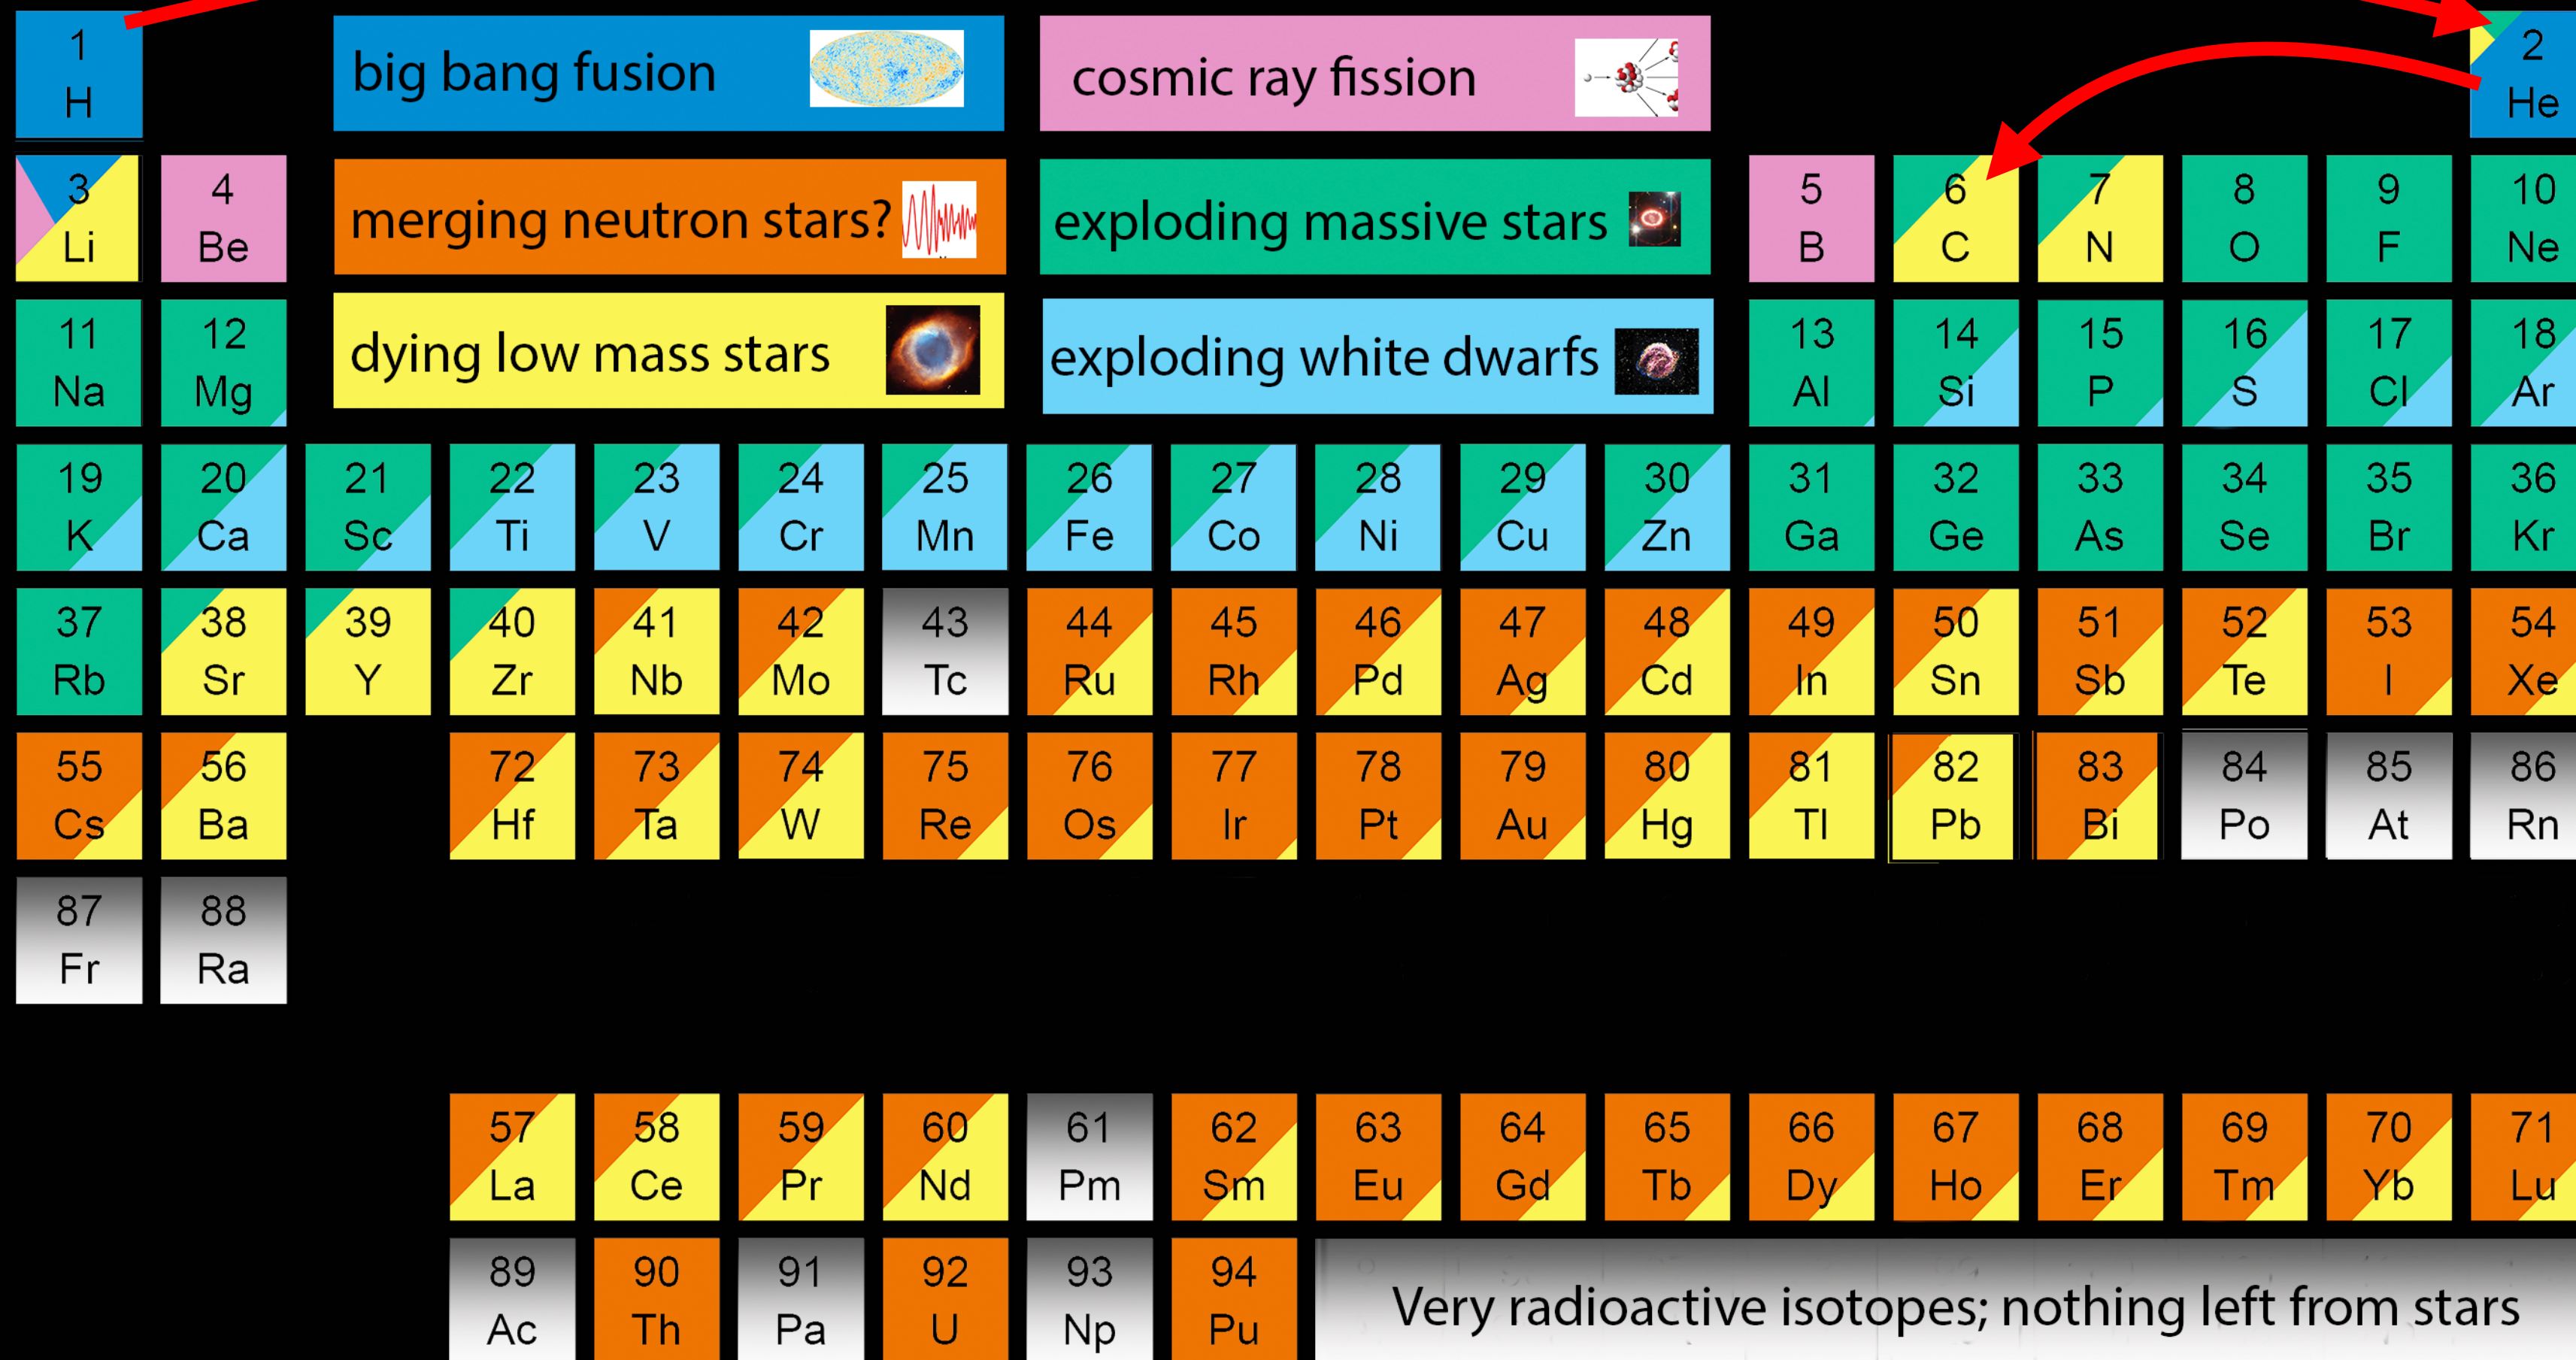 1 H
big bang fusion
cosmic ray fission
2 He
3 Li
4 Be
merging neutron stars?
exploding massive stars
5 B
6 C
7 N
8 O
9 F
10 Ne
11 Na
12 Mg
dying low mass stars
exploding white dwarfs
13 Al
14 Si
15 P
16 S
17 Cl
18 Ar
19 K
20 Ca
21 Sc
22 Ti
23 V
24 Cr
25 Mn
26 Fe
27 Co
28 Ni
29 Cu
30 Zn
31 Ga
32 Ge
33 As
34 Se
35 Br
36 Kr
37 Rb
38 Sr
39 Y
40 Zr
41 Nb
42 Mo
43 Tc
44 Ru
45 Rh
46 Pd
47 Ag
48 Cd
49 In
50 Sn
51 Sb
52 Te
53 I
54 Xe
55 Cs
56 Ba
72 Hf
73 Ta
74 W
75 Re
76 Os
77 Ir
78 Pt
79 Au
80 Hg
81 Tl
82 Pb
83 Bi
84 Po
85 At
86 Rn
87 Fr
88 Ra
57 La
58 Ce
59 Pr
60 Nd
61 Pm
62 Sm
63 Eu
64 Gd
65 Tb
66 Dy
67 Ho
68 Er
69 Tm
70 Yb
71 Lu
89 Ac
90 Th
91 Pa
92 U
93 Np
94 Pu
Very radioactive isotopes; nothing left from stars